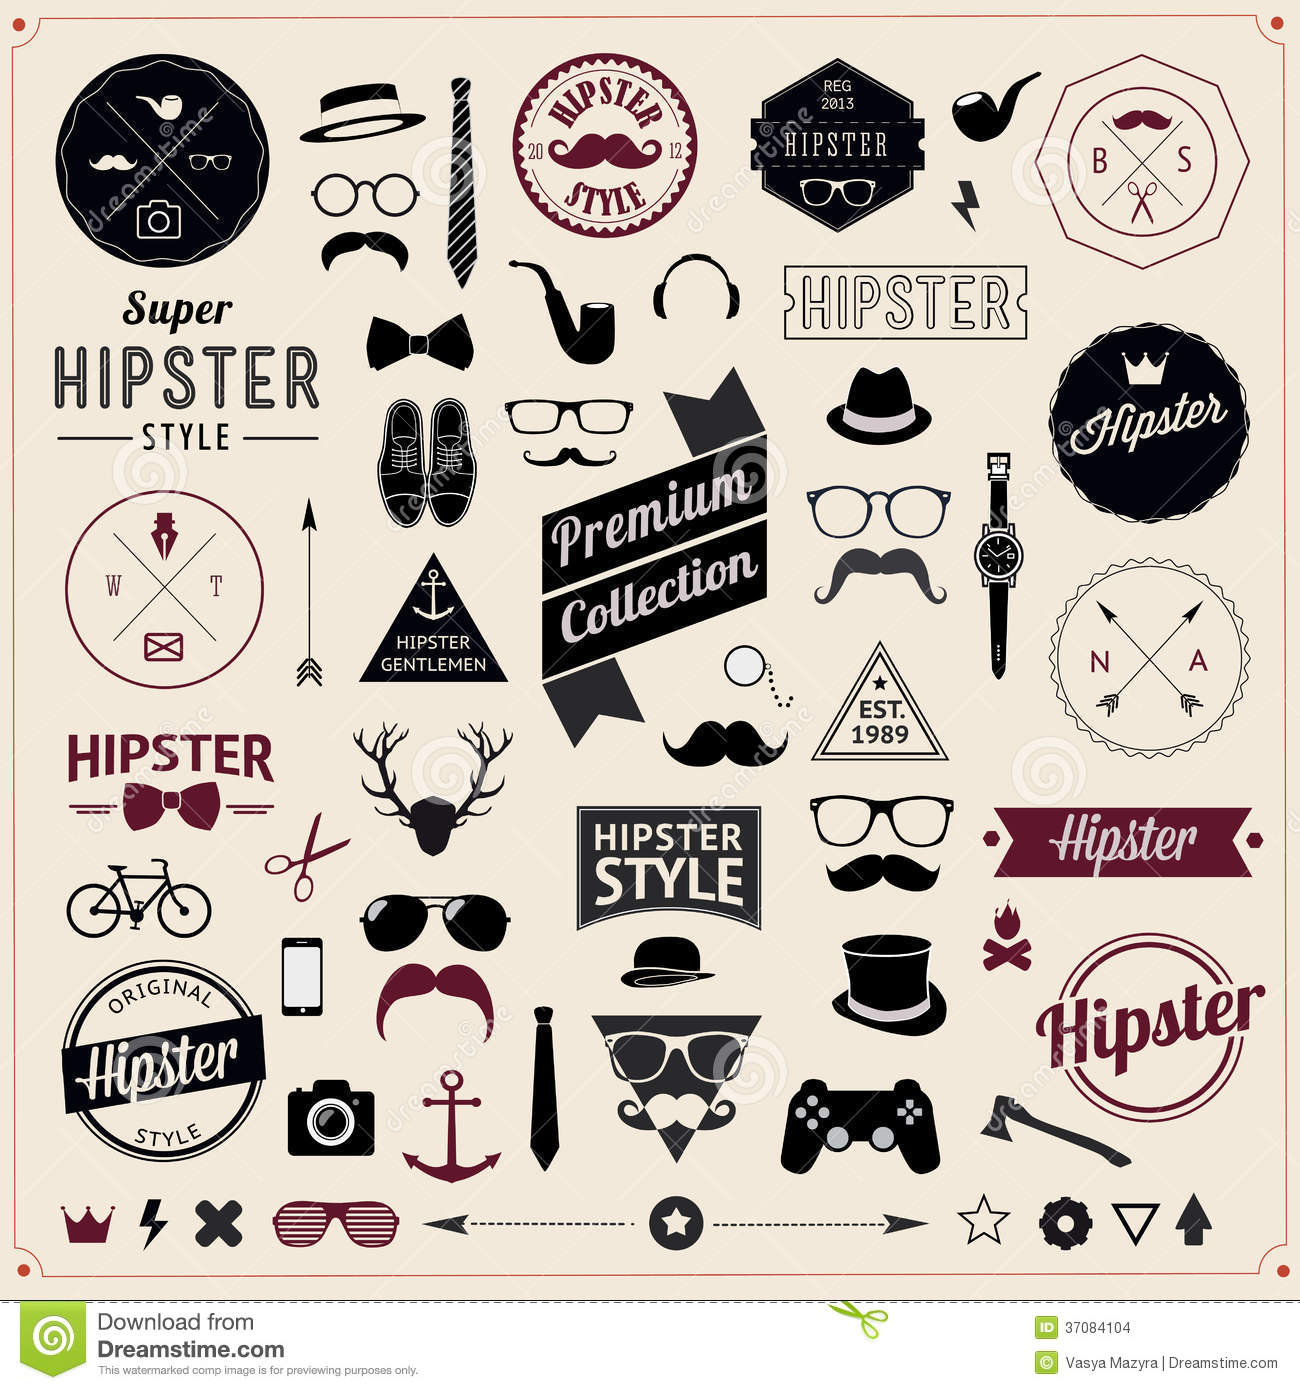 HIPSTER
20 12
STYLE
REG
2013
HIPSTER
B S
Super
HIPSTER
STYLE
HIPSTER
Hipster
Premium
Collection
W T
HIPSTER
GENTLEMEN
N A
EST.
1989
HIPSTER
HIPSTER
STYLE
Hipster
ORIGINAL
Hipster
STYLE
Hipster
Download from
Dreamstime.com
This watermarked comp image is for previewing purposes only.
ID 37084104
© Vasya Mazyra | Dreamstime.com
dreamstime